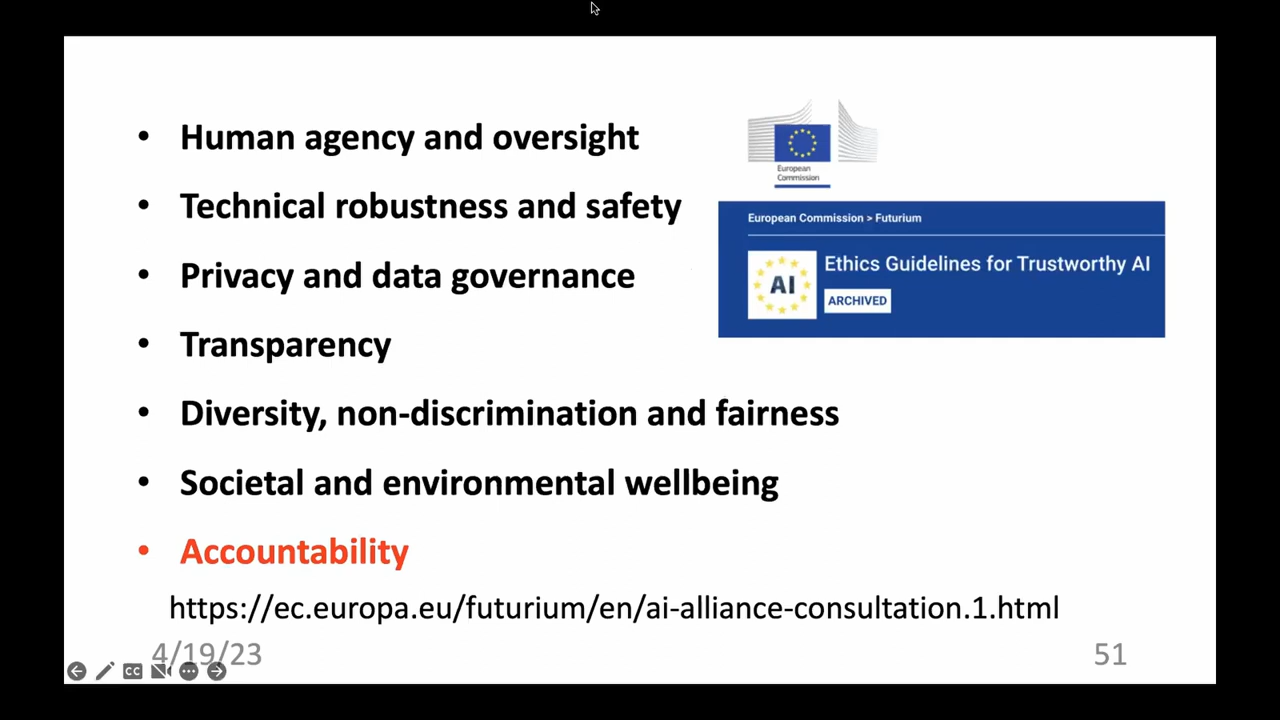 • Human agency and oversight
• Technical robustness and safety
• Privacy and data governance
• Transparency
• Diversity, non-discrimination and fairness
• Societal and environmental wellbeing
• Accountability
https://ec.europa.eu/futurium/en/ai-alliance-consultation.1.html
European
Commission
European Commission > Futurium
AI
Ethics Guidelines for Trustworthy AI
ARCHIVED
4/19/23
51
CC